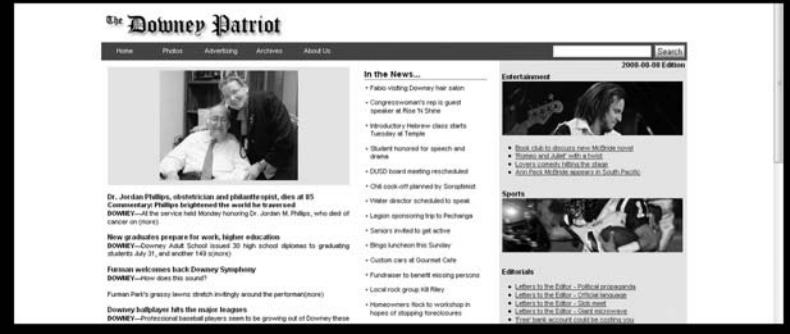 The Downey Patriot
Home Photos Advertising Archives About Us
Search
2008-08-08 Edition
Dr. Jordan Phillips, obstetrician and philanthropist, dies at 85
Commentary: Phillips brightened the world he traversed
DOWNEY—At the service held Monday honoring Dr. Jordan M. Phillips, who died of
cancer on (more)
New graduates prepare for work, higher education
DOWNEY—Downey Adult School issued 30 high school diplomas to graduating
students July 31, and another 149 s(more)
Furman welcomes back Downey Symphony
DOWNEY—How does this sound?
Furman Park's grassy lawns stretch invitingly around the performan(more)
Downey ballplayer hits the major leagues
DOWNEY—Professional baseball players seem to be growing out of Downey these
In the News...
• Fabio visiting Downey hair salon
• Congresswoman's rep is guest
speaker at Rise 'N Shine
• Introductory Hebrew class starts
Tuesday at Temple
• Student honored for speech and
drama
• DUSD board meeting rescheduled
• Chili cook-off planned by Soroptimist
• Water director scheduled to speak
• Legion sponsoring trip to Pechanga
• Seniors invited to get active
• Bingo luncheon this Sunday
• Custom cars at Gourmet Cafe
• Fundraiser to benefit missing persons
• Local rock group Kill Riley
• Homeowners flock to workshop in
hopes of stopping foreclosures
Entertainment
• Book club to discuss new McBride novel
• 'Romeo and Juliet' with a twist
• Lovers comedy hitting the stage
• Ann Peck McBride appears in South Pacific
Sports
Editorials
• Letters to the Editor - Political propaganda
• Letters to the Editor - Official language
• Letters to the Editor - Sick meet
• Letters to the Editor - Giant microwave
• 'Free' bank account could be costing you